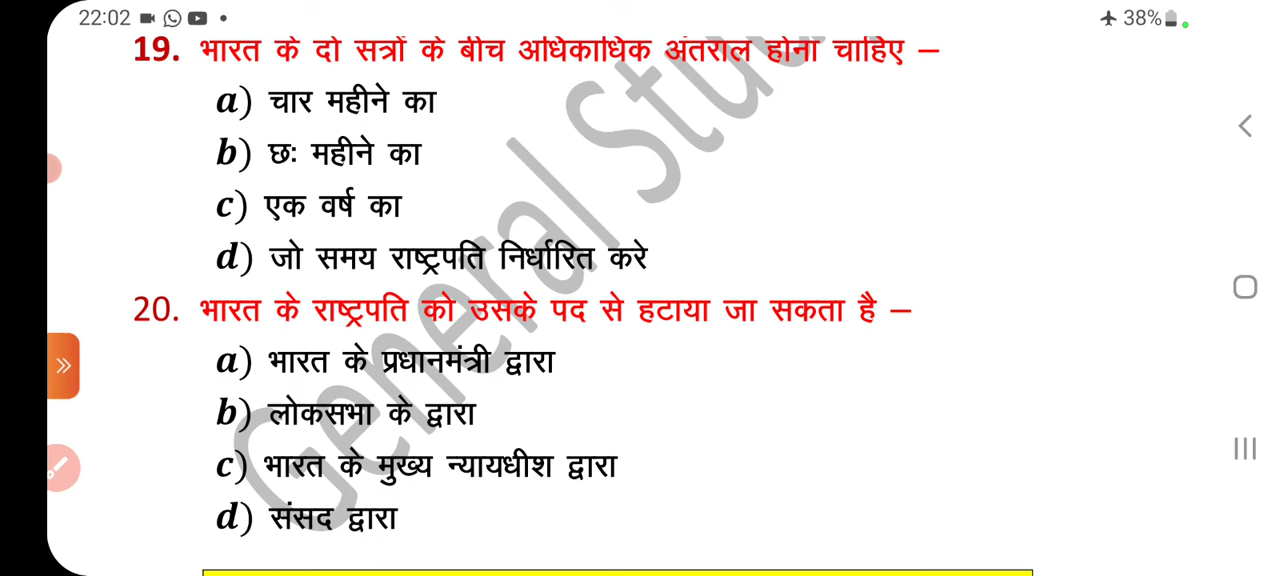 22:02
38%
19. भारत के दो सत्रों के बीच अधिकाधिक अंतराल होना चाहिए –
a) चार महीने का
b) छः महीने का
c) एक वर्ष का
d) जो समय राष्ट्रपति निर्धारित करे
20. भारत के राष्ट्रपति को उसके पद से हटाया जा सकता है –
a) भारत के प्रधानमंत्री द्वारा
b) लोकसभा के द्वारा
c) भारत के मुख्य न्यायधीश द्वारा
d) संसद द्वारा
General